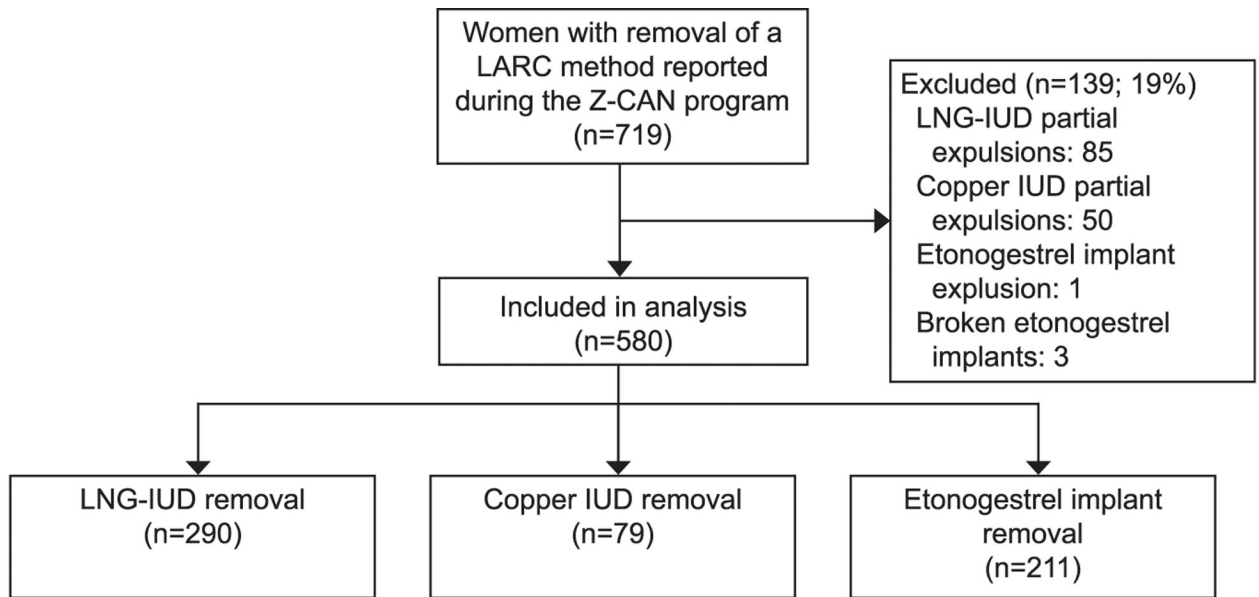 Women with removal of a
LARC method reported
during the Z-CAN program
(n=719)
Excluded (n=139; 19%)
LNG-IUD partial
expulsions: 85
Copper IUD partial
expulsions: 50
Etonogestrel implant
explusion: 1
Broken etonogestrel
implants: 3
Included in analysis
(n=580)
LNG-IUD removal
(n=290)
Copper IUD removal
(n=79)
Etonogestrel implant
removal
(n=211)